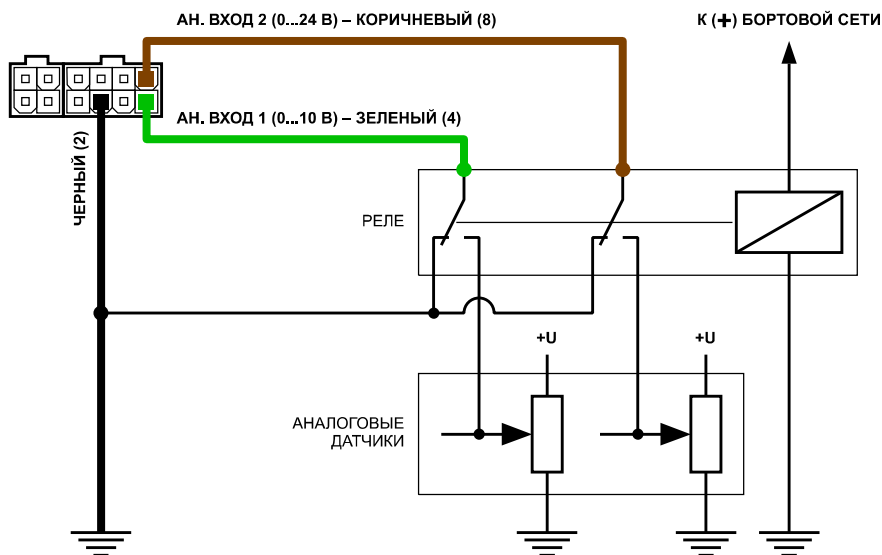 АН. ВХОД 2 (0...24 В) – КОРИЧНЕВЫЙ (8)
К (+) БОРТОВОЙ СЕТИ
АН. ВХОД 1 (0...10 В) – ЗЕЛЕНЫЙ (4)
ЧЕРНЫЙ (2)
РЕЛЕ
+U
+U
АНАЛОГОВЫЕ
ДАТЧИКИ